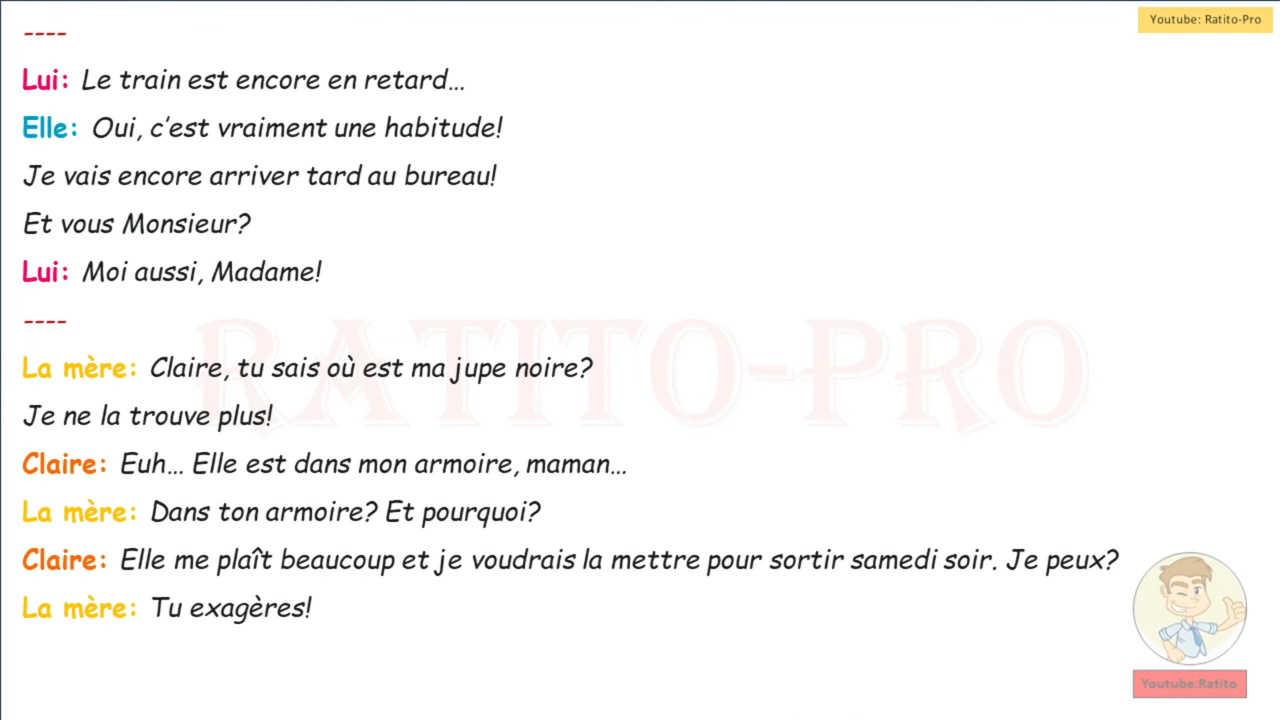 Youtube: Ratito-Pro
----
Lui: Le train est encore en retard...
Elle: Oui, c'est vraiment une habitude!
Je vais encore arriver tard au bureau!
Et vous Monsieur?
Lui: Moi aussi, Madame!
----
RATITO-PRO
La mère: Claire, tu sais où est ma jupe noire?
Je ne la trouve plus!
Claire: Euh... Elle est dans mon armoire, maman...
La mère: Dans ton armoire? Et pourquoi?
Claire: Elle me plaît beaucoup et je voudrais la mettre pour sortir samedi soir. Je peux?
La mère: Tu exagères!
Youtube:Ratito